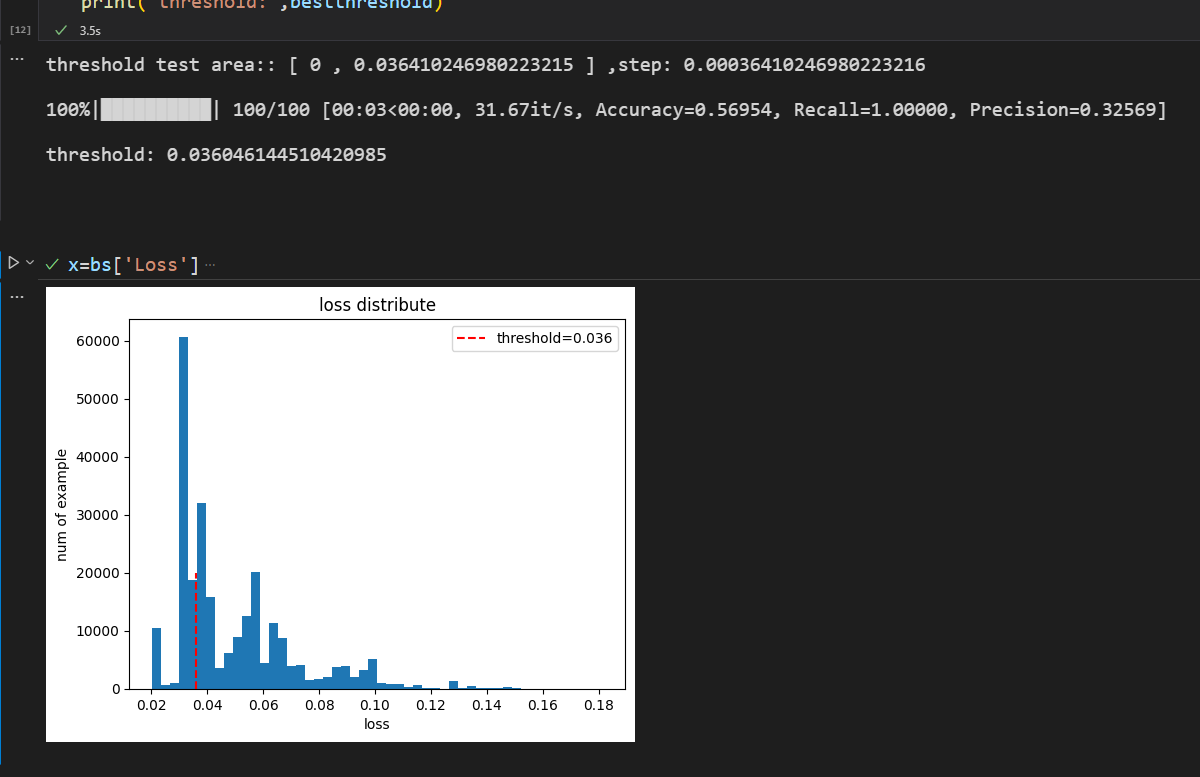 print('threshold:',bestthreshold)
[12]
3.5s
...
threshold test area:: [ 0 , 0.036410246980223215 ] ,step: 0.00036410246980223216
100%|██████████| 100/100 [00:03<00:00, 31.67it/s, Accuracy=0.56954, Recall=1.00000, Precision=0.32569]
threshold: 0.036046144510420985
x=bs['Loss'] ...
...
loss distribute
threshold=0.036
60000
50000
40000
30000
20000
10000
0
num of example
0.02 0.04 0.06 0.08 0.10 0.12 0.14 0.16 0.18
loss